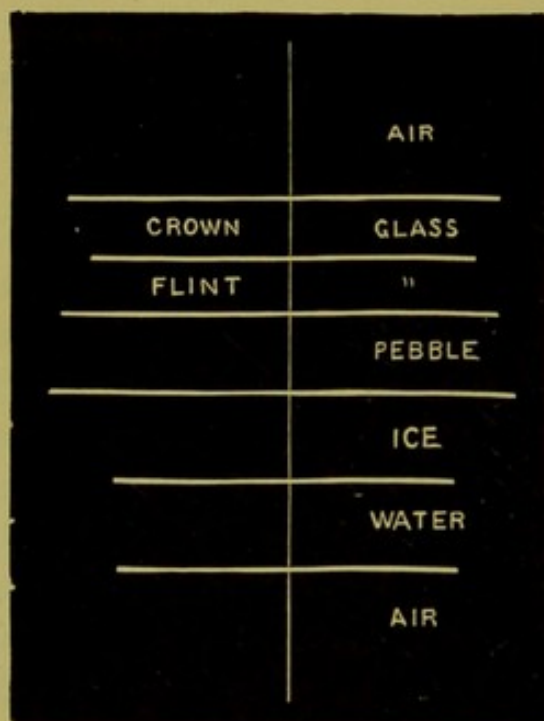 AIR
CROWN GLASS
FLINT "
PEBBLE
ICE
WATER
AIR